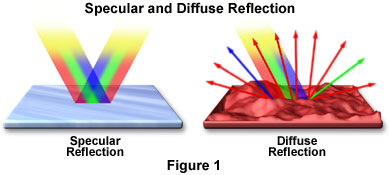 Specular and Diffuse Reflection
Specular
Reflection
Diffuse
Reflection
Figure 1